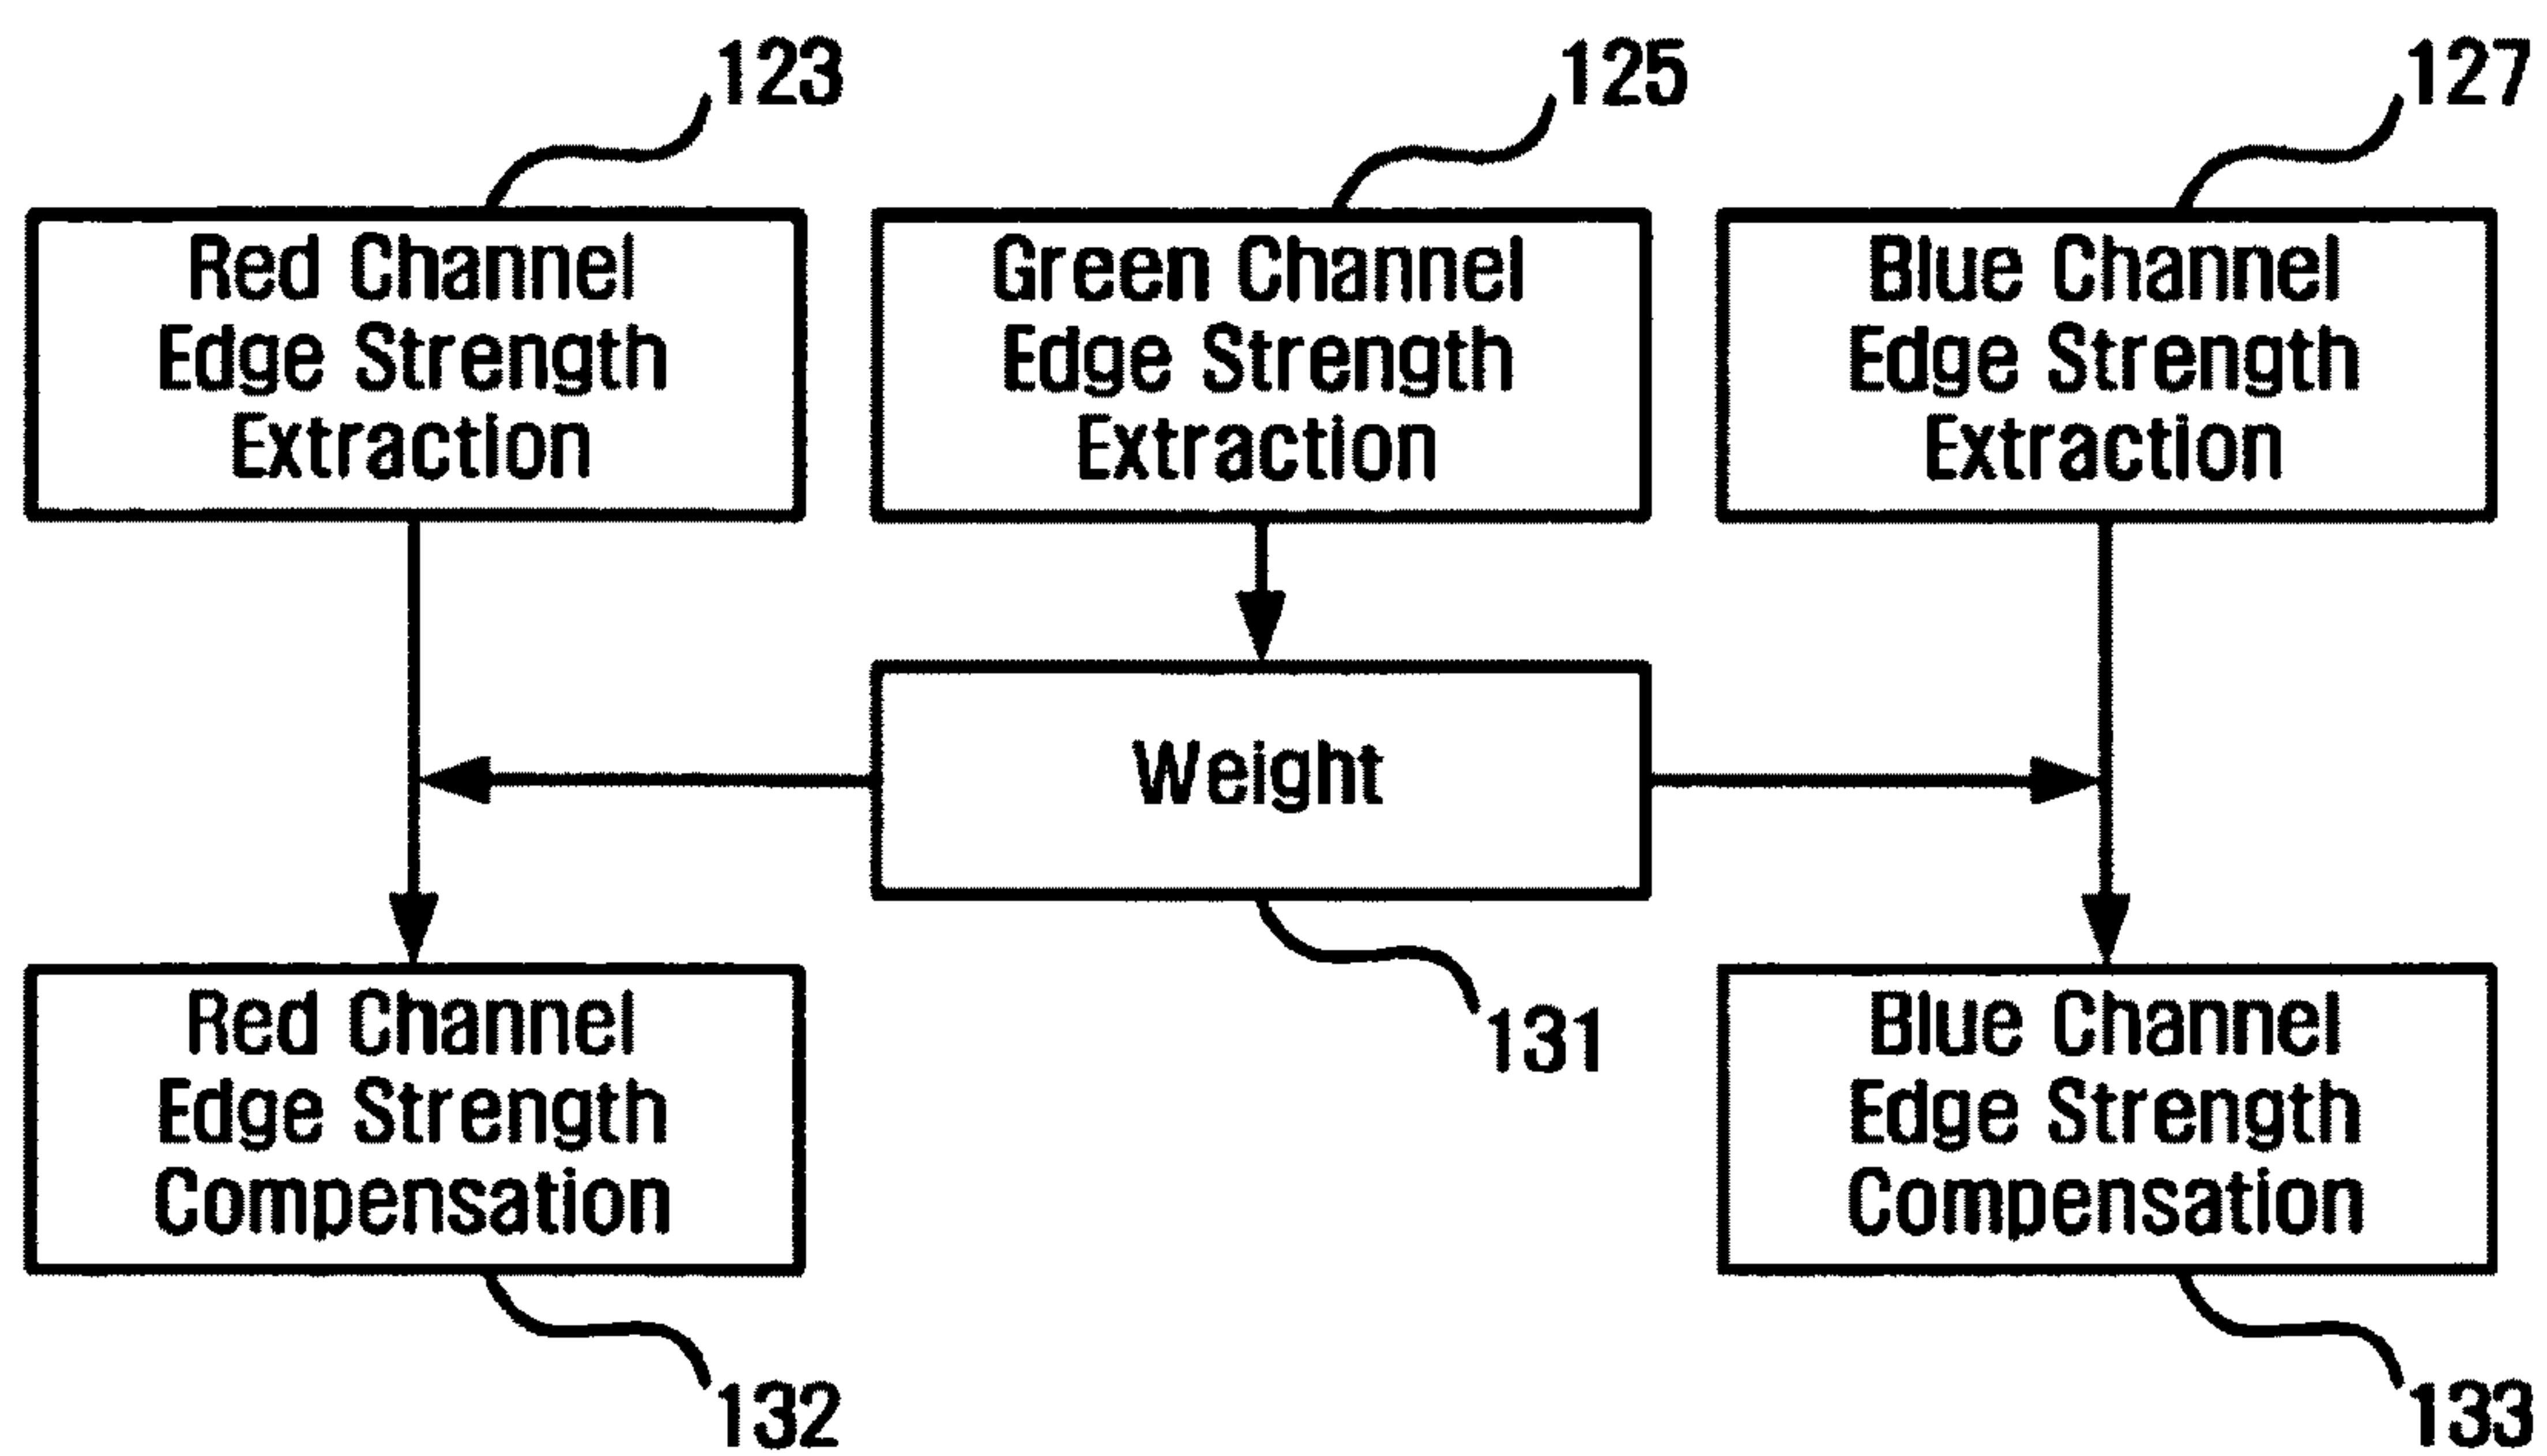 123
125
127
Red Channel
Edge Strength
Extraction
Green Channel
Edge Strength
Extraction
Blue Channel
Edge Strength
Extraction
Weight
131
Red Channel
Edge Strength
Compensation
Blue Channel
Edge Strength
Compensation
132
133